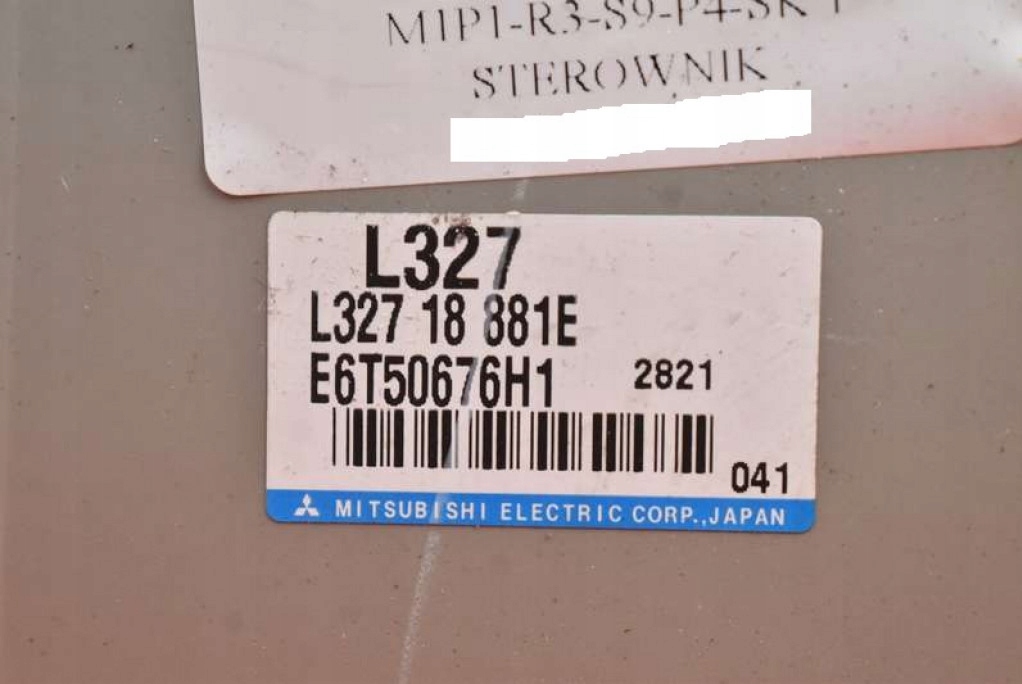 M1P1-R3-S9-P4-SK 1
STEROWNIK
L327
L327 18 881E
E6T50676H1 2821
041
MITSUBISHI ELECTRIC CORP.,JAPAN